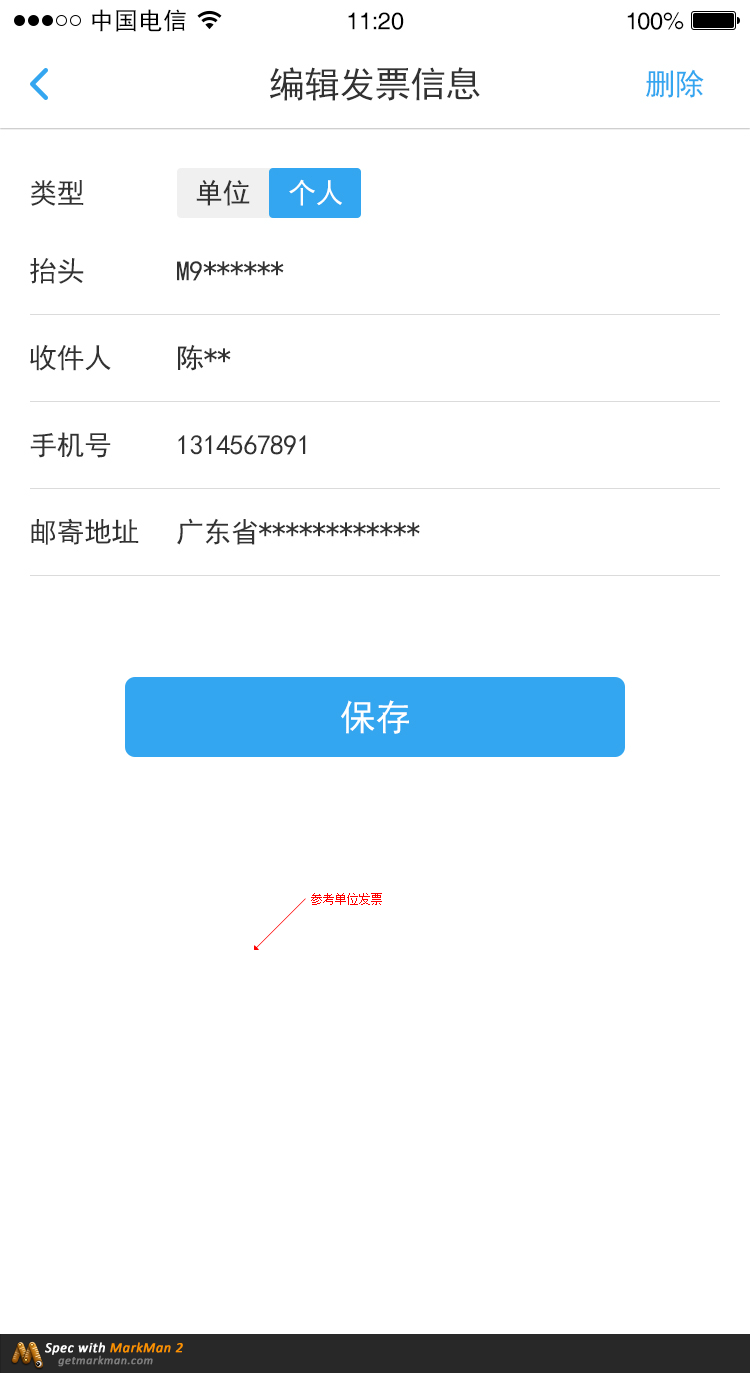 中国电信 11:20 100%
编辑发票信息 删除
类型 单位 个人
抬头 M9******
收件人 陈**
手机号 1314567891
邮寄地址 广东省************
保存
参考单位发票
Spec with MarkMan 2
getmarkman.com